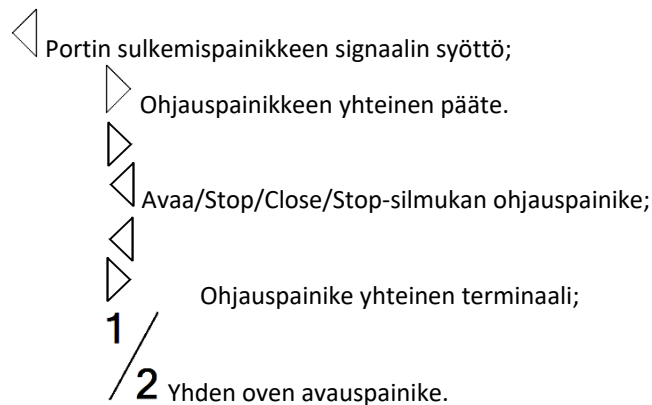 Portin sulkemispainikkeen signaalin syöttö;
Ohjauspainikkeen yhteinen pääte.
Avaa/Stop/Close/Stop-silmukan ohjauspainike;
Ohjauspainike yhteinen terminaali;
1/2 Yhden oven avauspainike.